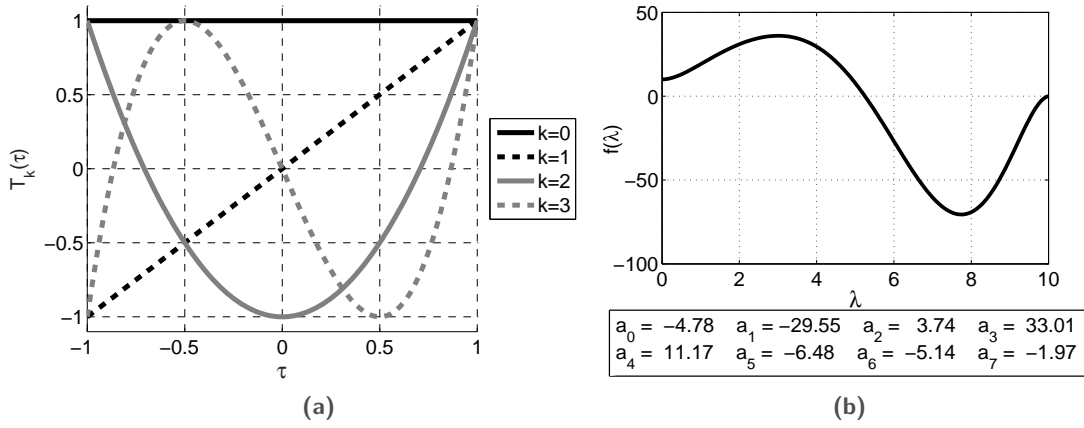 1
0.5
0
−0.5
−1
T_k(τ)
−1 −0.5 0 0.5 1
τ
k=0
k=1
k=2
k=3
(a)
50
0
−50
−100
f(λ)
0 2 4 6 8 10
λ
a_0 = −4.78 a_1 = −29.55 a_2 = 3.74 a_3 = 33.01
a_4 = 11.17 a_5 = −6.48 a_6 = −5.14 a_7 = −1.97
(b)